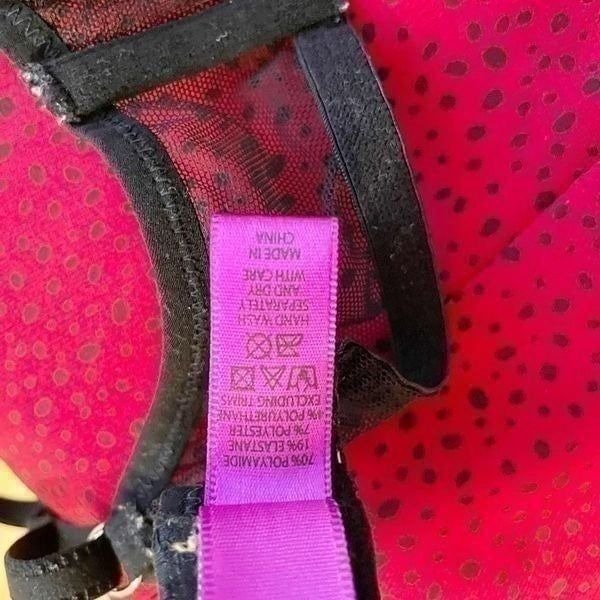 70% POLYAMIDE
19% ELASTANE
7% POLYESTER
4% POLYURETHANE
EXCLUDING TRIMS
HAND WASH
SEPARATELY
AND DRY
WITH CARE
MADE IN
CHINA